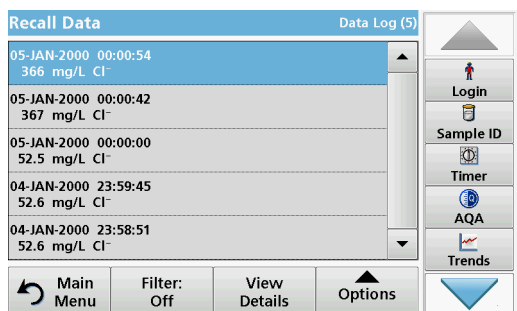 Recall Data
Data Log (5)
05-JAN-2000 00:00:54
366 mg/L Cl⁻
05-JAN-2000 00:00:42
367 mg/L Cl⁻
05-JAN-2000 00:00:00
52.5 mg/L Cl⁻
04-JAN-2000 23:59:45
52.6 mg/L Cl⁻
04-JAN-2000 23:58:51
52.6 mg/L Cl⁻
Login
Sample ID
Timer
AQA
Trends
Main
Menu
Filter:
Off
View
Details
Options